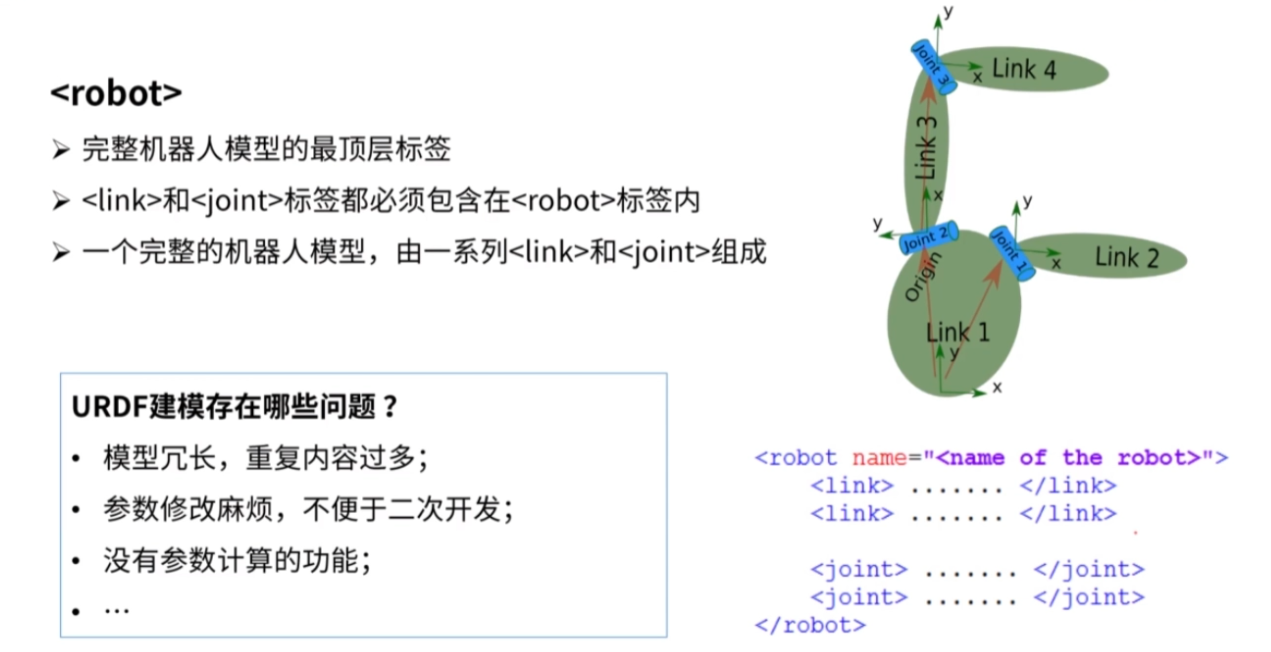 <robot>
➢ 完整机器人模型的最顶层标签
➢ <link>和<joint>标签都必须包含在<robot>标签内
➢ 一个完整的机器人模型，由一系列<link>和<joint>组成
URDF建模存在哪些问题？
• 模型冗长，重复内容过多；
• 参数修改麻烦，不便于二次开发；
• 没有参数计算的功能；
• …
y
Joint 3
x
Link 4
Link 3
x
y
Joint 2
Origin
y
Joint 1
x
Link 2
Link 1
y
x
<robot name="<name of the robot>">
<link> ....... </link>
<link> ....... </link>
<joint> ....... </joint>
<joint> ....... </joint>
</robot>